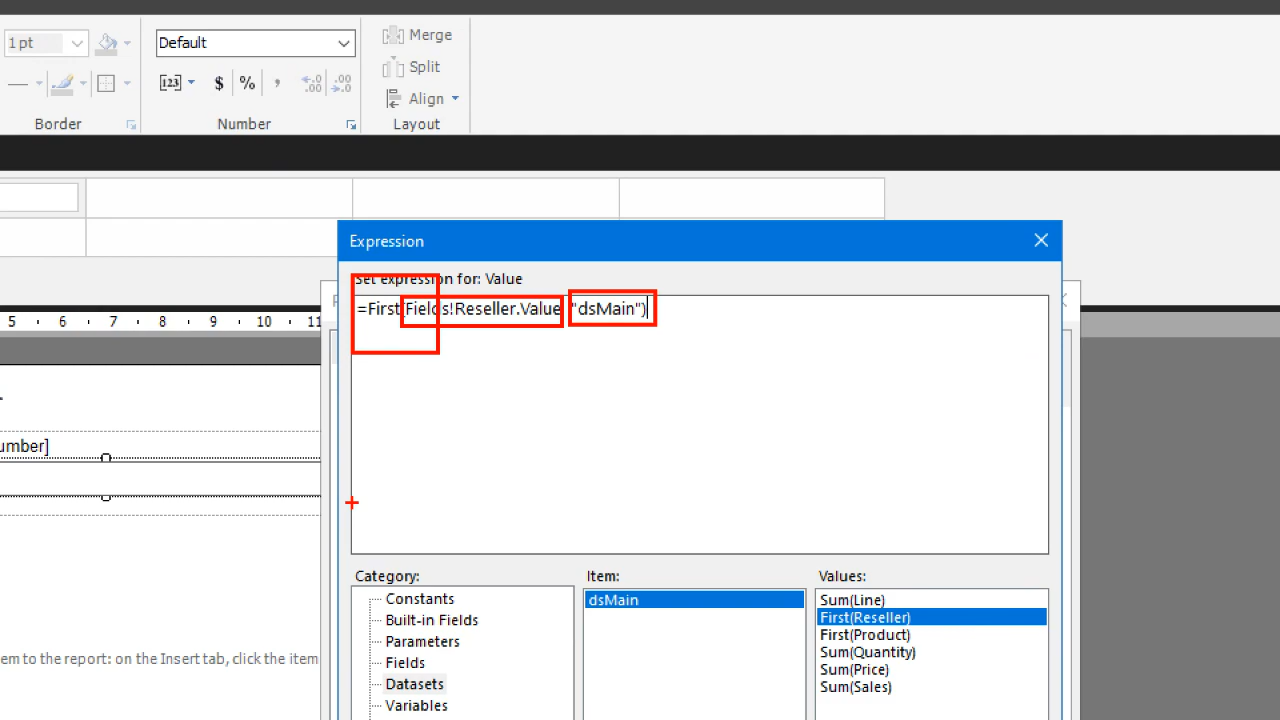 1 pt
Default
Merge
[123] $ % , .00 .00
Split
Align
Border
Number
Layout
Expression
Set expression for: Value
=First(Fields!Reseller.Value, "dsMain")
5 6 7 8 9 10 11
umber]
Category:
Item:
Values:
Constants
Built-in Fields
Parameters
Fields
Datasets
Variables
dsMain
Sum(Line)
First(Reseller)
First(Product)
Sum(Quantity)
Sum(Price)
Sum(Sales)
em to the report: on the Insert tab, click the item